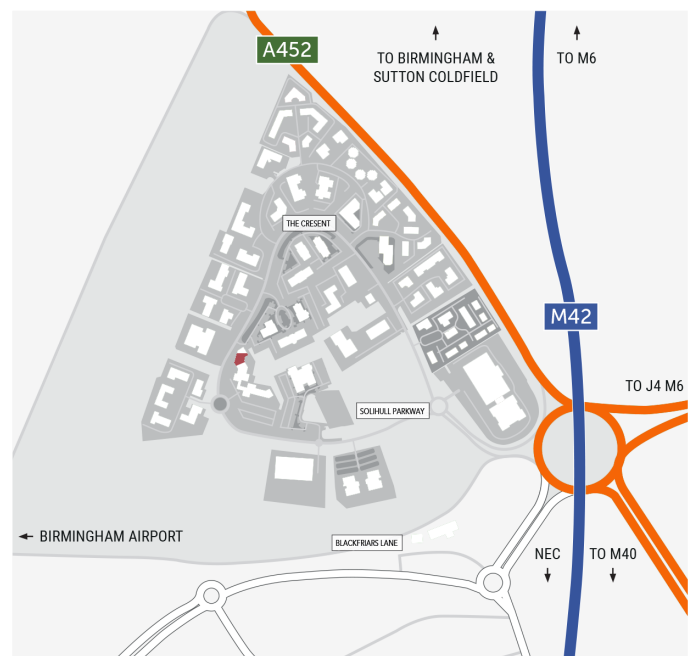 A452
TO BIRMINGHAM &
SUTTON COLDFIELD
TO M6
THE CRESENT
M42
TO J4 M6
SOLIHULL PARKWAY
BIRMINGHAM AIRPORT
BLACKFRIARS LANE
NEC
TO M40